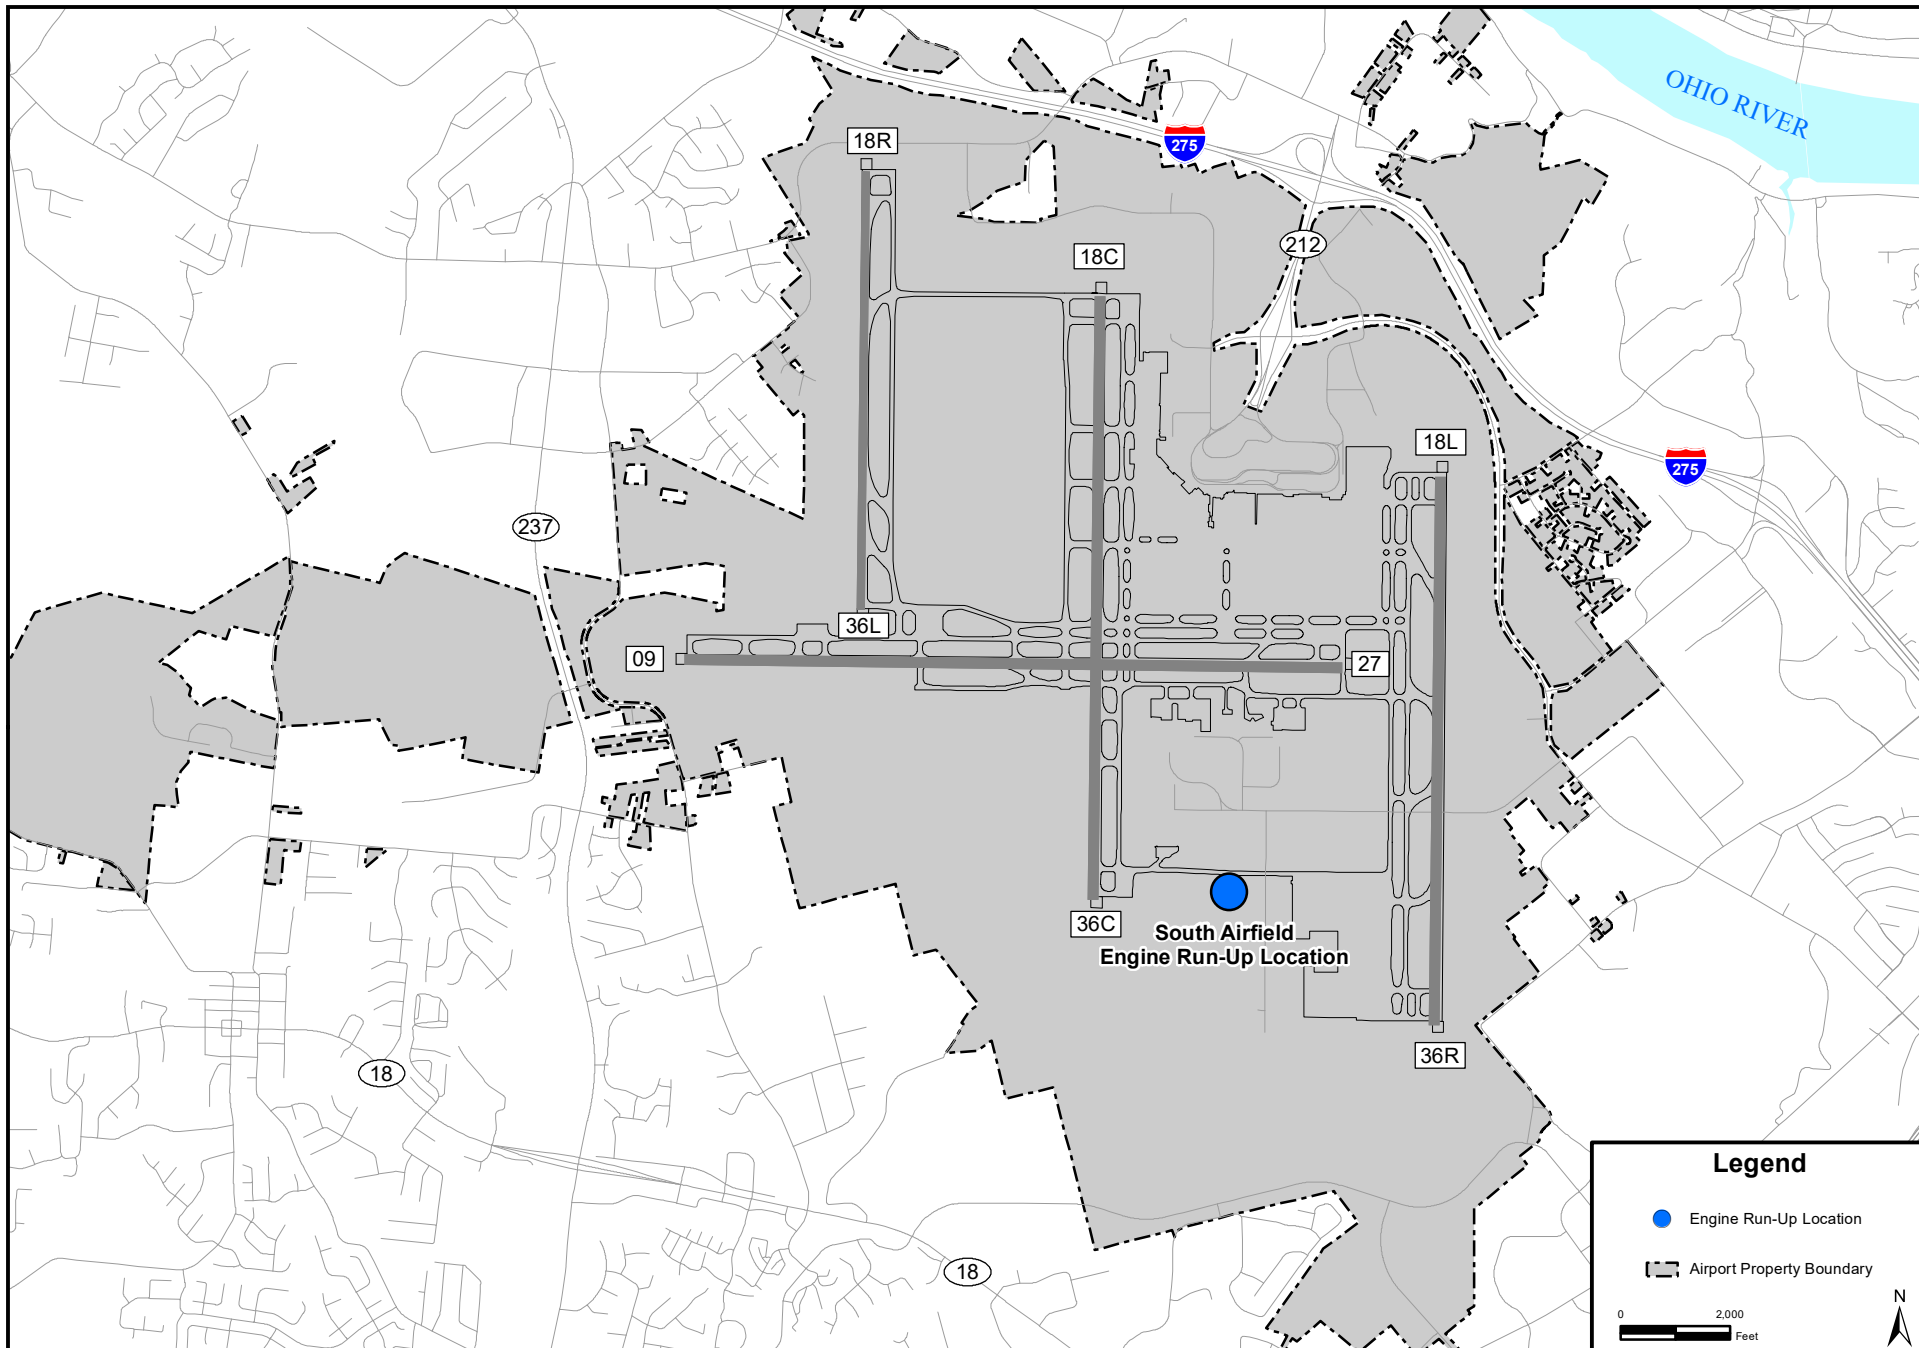 OHIO RIVER
275
18R
212
18C
18L
275
237
36L
09
27
36C
South Airfield
Engine Run-Up Location
36R
18
18
Legend
Engine Run-Up Location
Airport Property Boundary
0 2,000
Feet
N